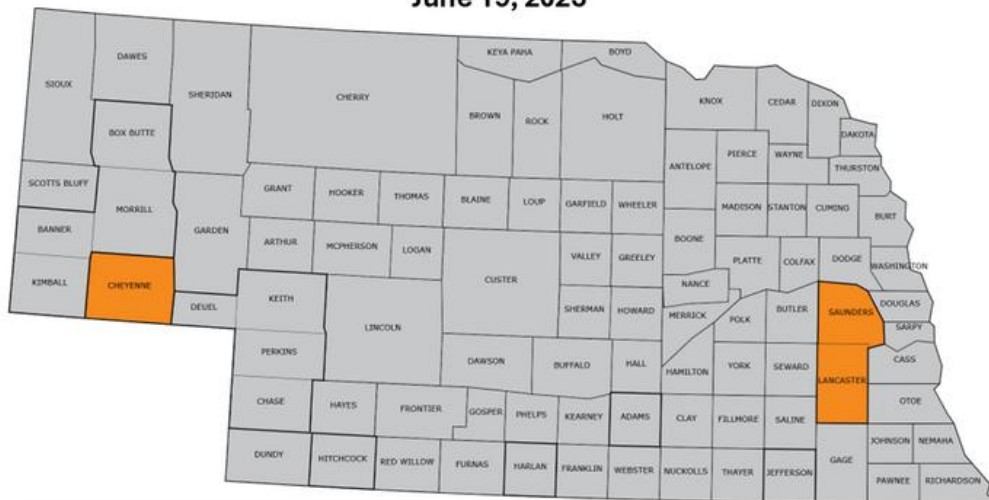 June 15, 2023
KEYA PAHA
BOYD
DAWES
SIOUX
SHERIDAN
CHERRY
KNOX
CEDAR
DIXON
BROWN
ROCK
HOLT
BOX BUTTE
DAKOTA
PIERCE
WAYNE
ANTELOPE
THURSTON
SCOTTS BLUFF
GRANT
HOOKER
THOMAS
BLAINE
LOUP
GARFIELD
WHEELER
MADISON
STANTON
CUMING
MORRILL
BURT
BANNER
GARDEN
ARTHUR
MCPHERSON
LOGAN
BOONE
VALLEY
GREELEY
PLATTE
COLFAX
DODGE
WASHINGTON
KIMBALL
CHEYENNE
CUSTER
NANCE
DEUEL
KEITH
LINCOLN
SHERMAN
HOWARD
MERRICK
POLK
BUTLER
SAUNDERS
DOUGLAS
SARPY
PERKINS
DAWSON
BUFFALO
HALL
HAMILTON
YORK
SEWARD
CASS
LANCASTER
CHASE
HAYES
FRONTIER
GOSPER
PHELPS
KEARNEY
ADAMS
CLAY
FILLMORE
SALINE
OTOE
JOHNSON
NEMAHA
DUNDY
HITCHCOCK
RED WILLOW
FURNAS
HARLAN
FRANKLIN
WEBSTER
NUCKOLLS
THAYER
JEFFERSON
GAGE
PAWNEE
RICHARDSON